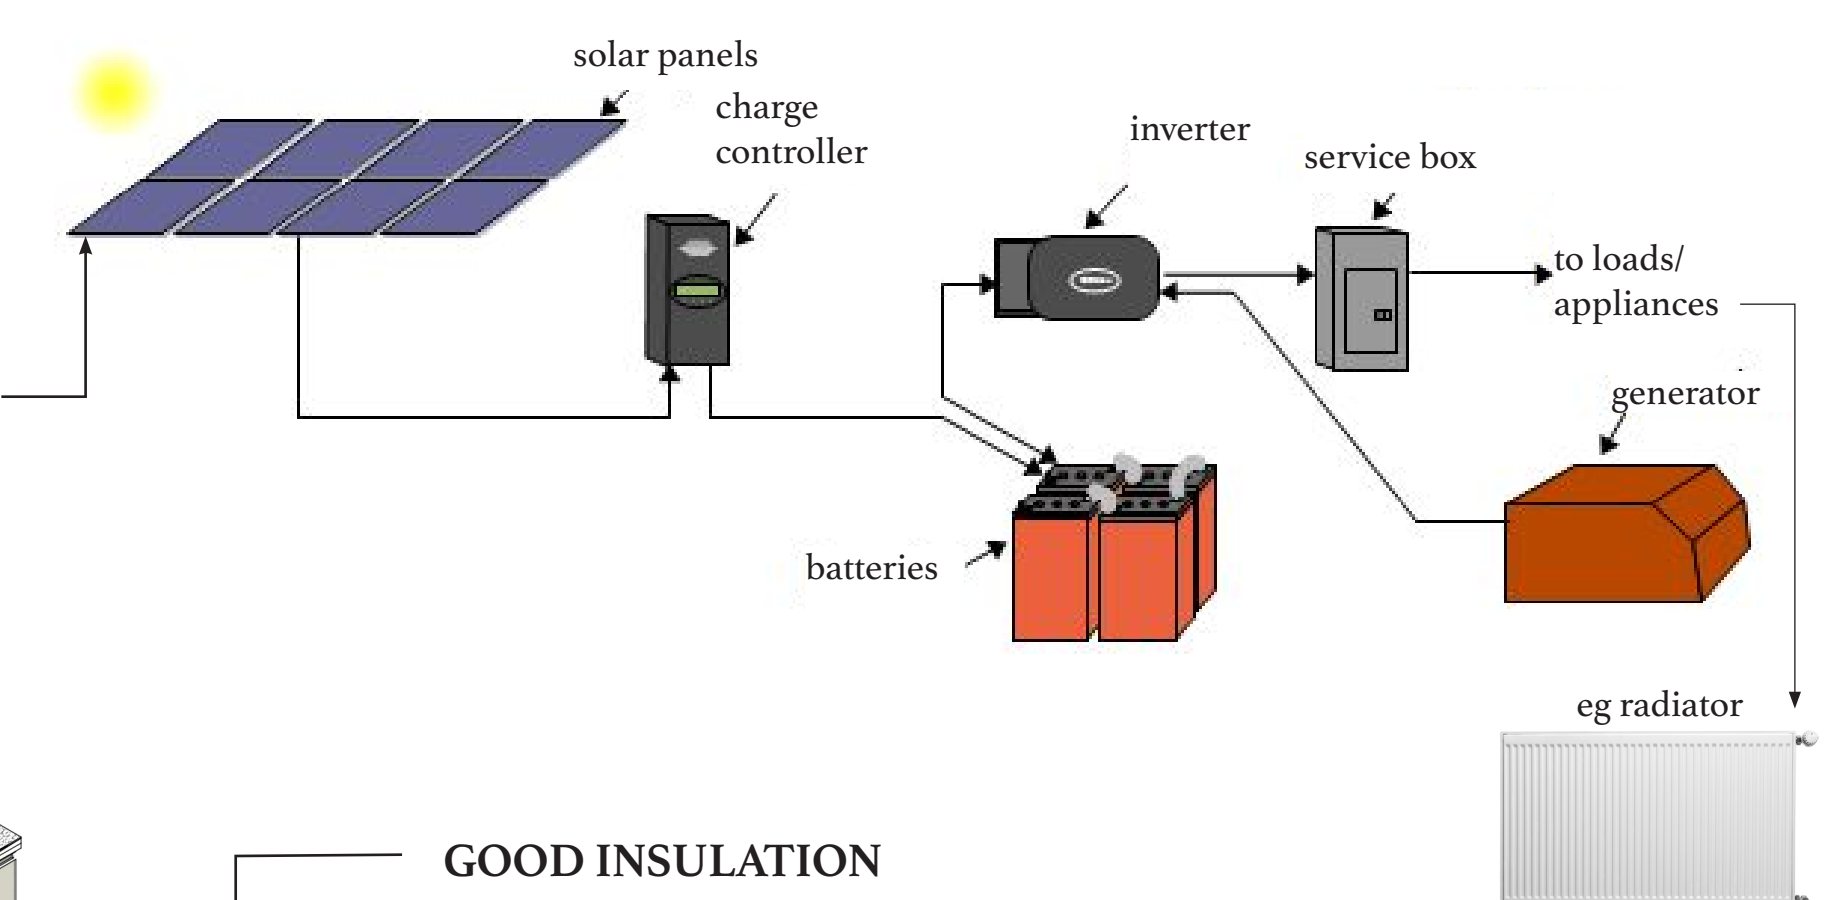 solar panels
charge
controller
inverter
service box
to loads/
appliances
generator
batteries
eg radiator
GOOD INSULATION